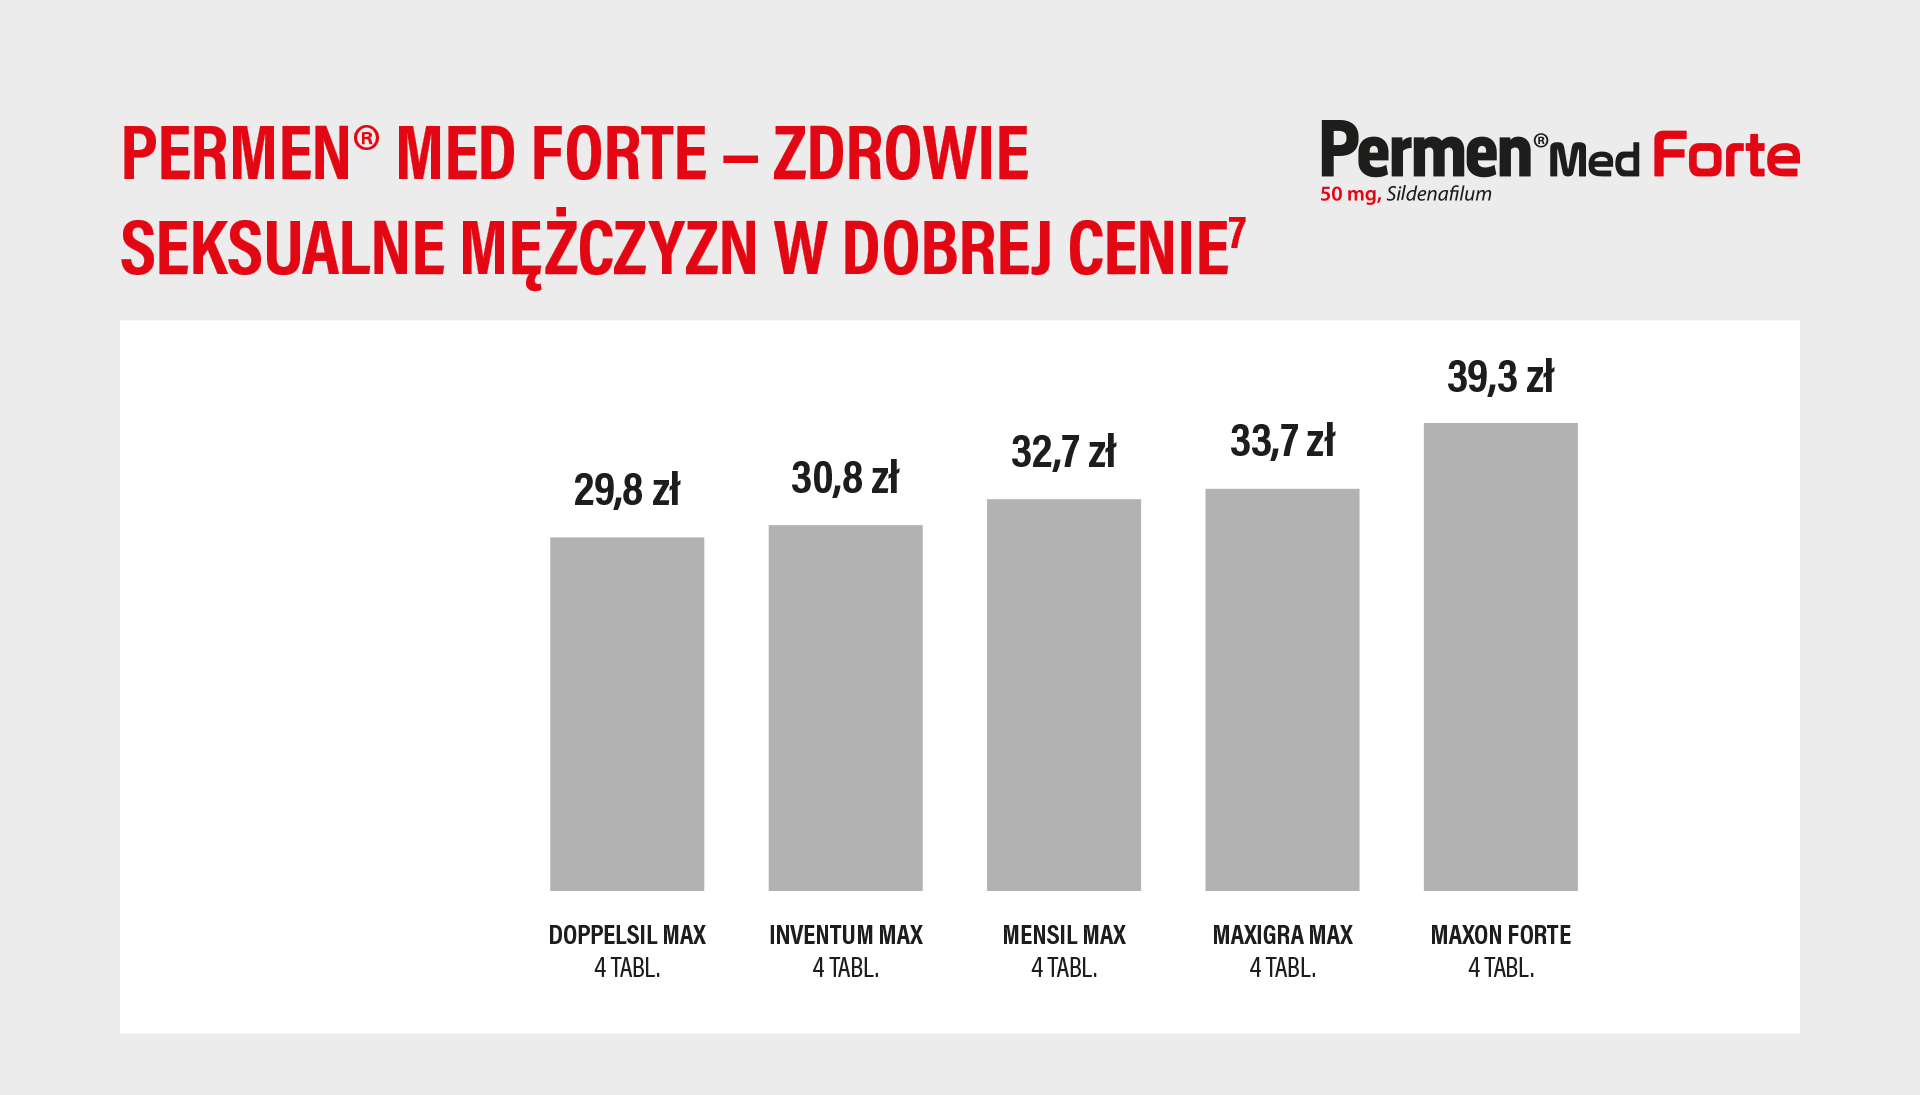 PERMEN® MED FORTE – ZDROWIE
SEKSUALNE MĘŻCZYZN W DOBREJ CENIE⁷
Permen® Med Forte
50 mg, Sildenafilum
29,8 zł
30,8 zł
32,7 zł
33,7 zł
39,3 zł
DOPPELSIL MAX
4 TABL.
INVENTUM MAX
4 TABL.
MENSIL MAX
4 TABL.
MAXIGRA MAX
4 TABL.
MAXON FORTE
4 TABL.